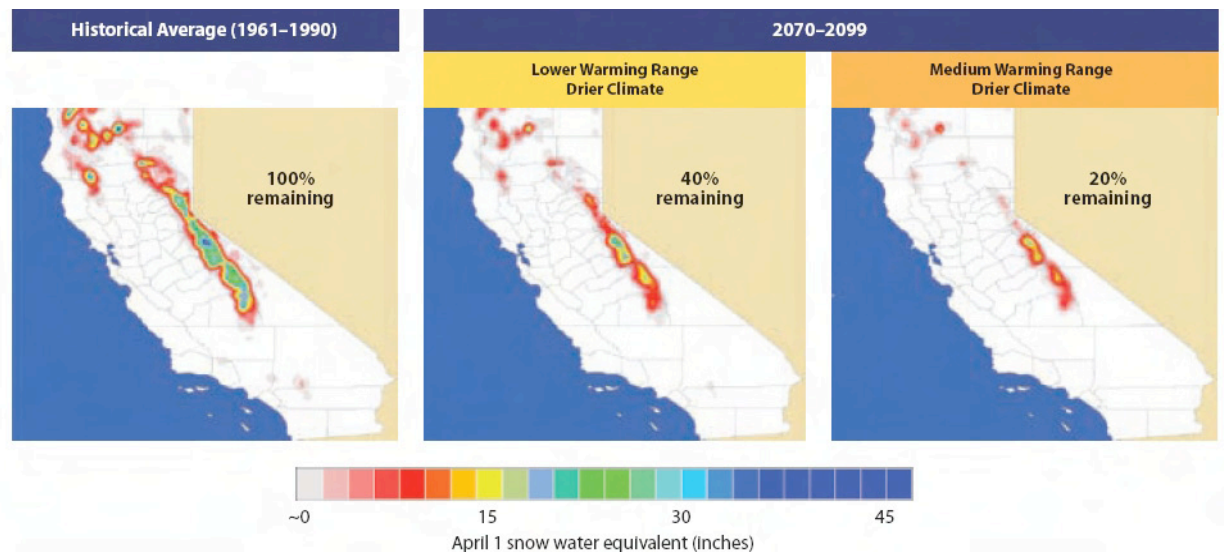 Historical Average (1961–1990)
2070–2099
Lower Warming Range
Drier Climate
Medium Warming Range
Drier Climate
100%
remaining
40%
remaining
20%
remaining
~0
15
30
45
April 1 snow water equivalent (inches)